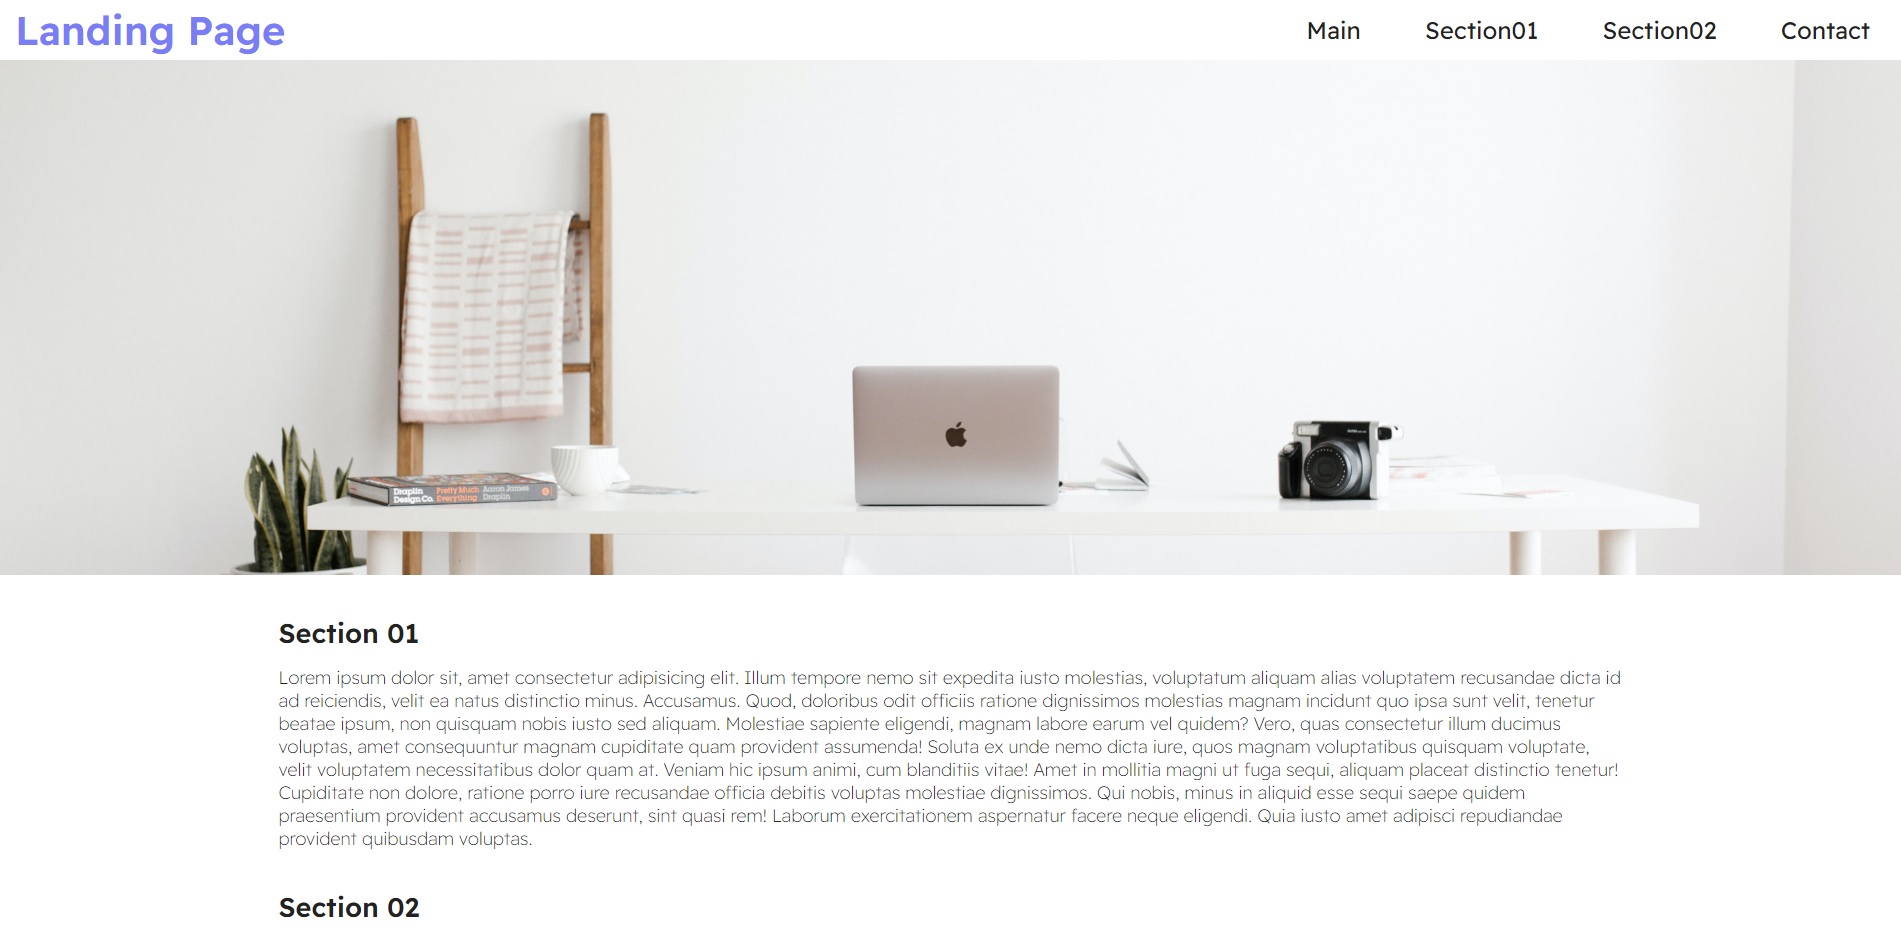 Landing Page
Main Section01 Section02 Contact
Draplin Design Co. Pretty Much Everything Aaron James Draplin
Section 01
Lorem ipsum dolor sit, amet consectetur adipisicing elit. Illum tempore nemo sit expedita iusto molestias, voluptatum aliquam alias voluptatem recusandae dicta id
ad reiciendis, velit ea natus distinctio minus. Accusamus. Quod, doloribus odit officiis ratione dignissimos molestias magnam incidunt quo ipsa sunt velit, tenetur
beatae ipsum, non quisquam nobis iusto sed aliquam. Molestiae sapiente eligendi, magnam labore earum vel quidem? Vero, quas consectetur illum ducimus
voluptas, amet consequuntur magnam cupiditate quam provident assumenda! Soluta ex unde nemo dicta iure, quos magnam voluptatibus quisquam voluptate,
velit voluptatem necessitatibus dolor quam at. Veniam hic ipsum animi, cum blanditiis vitae! Amet in mollitia magni ut fuga sequi, aliquam placeat distinctio tenetur!
Cupiditate non dolore, ratione porro iure recusandae officia debitis voluptas molestiae dignissimos. Qui nobis, minus in aliquid esse sequi saepe quidem
praesentium provident accusamus deserunt, sint quasi rem! Laborum exercitationem aspernatur facere neque eligendi. Quia iusto amet adipisci repudiandae
provident quibusdam voluptas.
Section 02